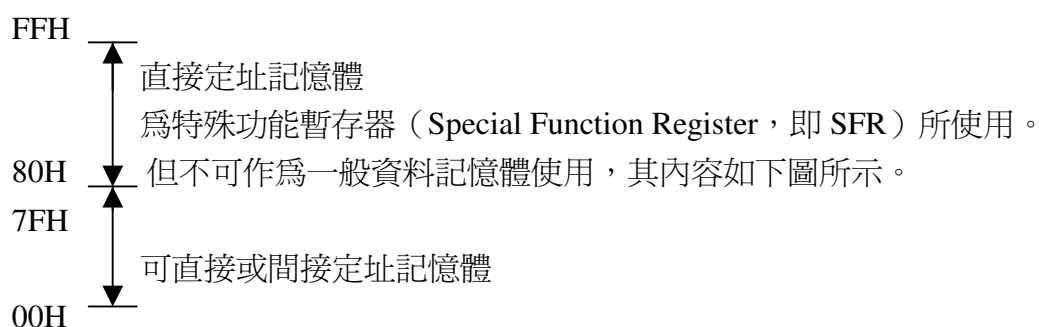 FFH
直接定址記憶體
爲特殊功能暫存器（Special Function Register，即 SFR）所使用。
80H 但不可作爲一般資料記憶體使用，其內容如下圖所示。
7FH
可直接或間接定址記憶體
00H